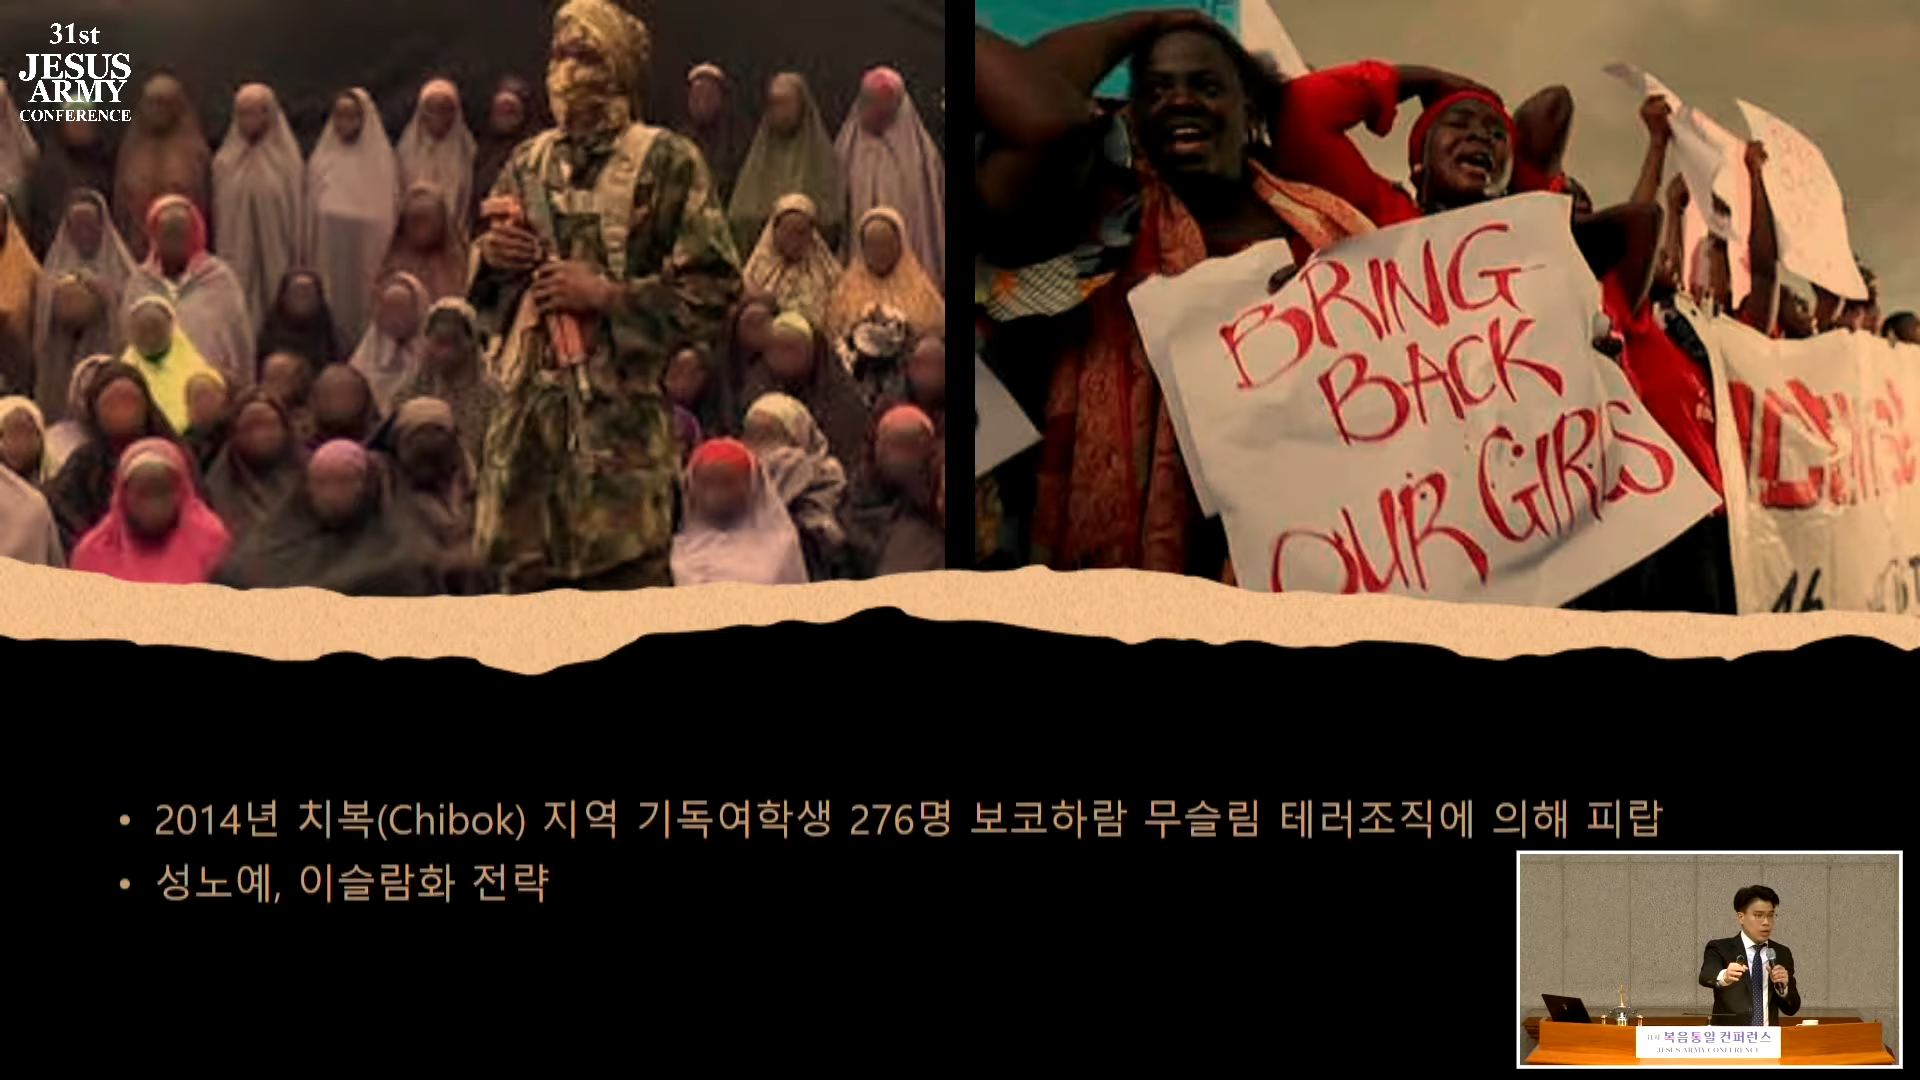 31st
JESUS
ARMY
CONFERENCE
BRING
BACK
OUR GIRLS
• 2014년 치복(Chibok) 지역 기독여학생 276명 보코하람 무슬림 테러조직에 의해 피랍
• 성노예, 이슬람화 전략
복음통일 컨퍼런스
JESUS ARMY CONFERENCE